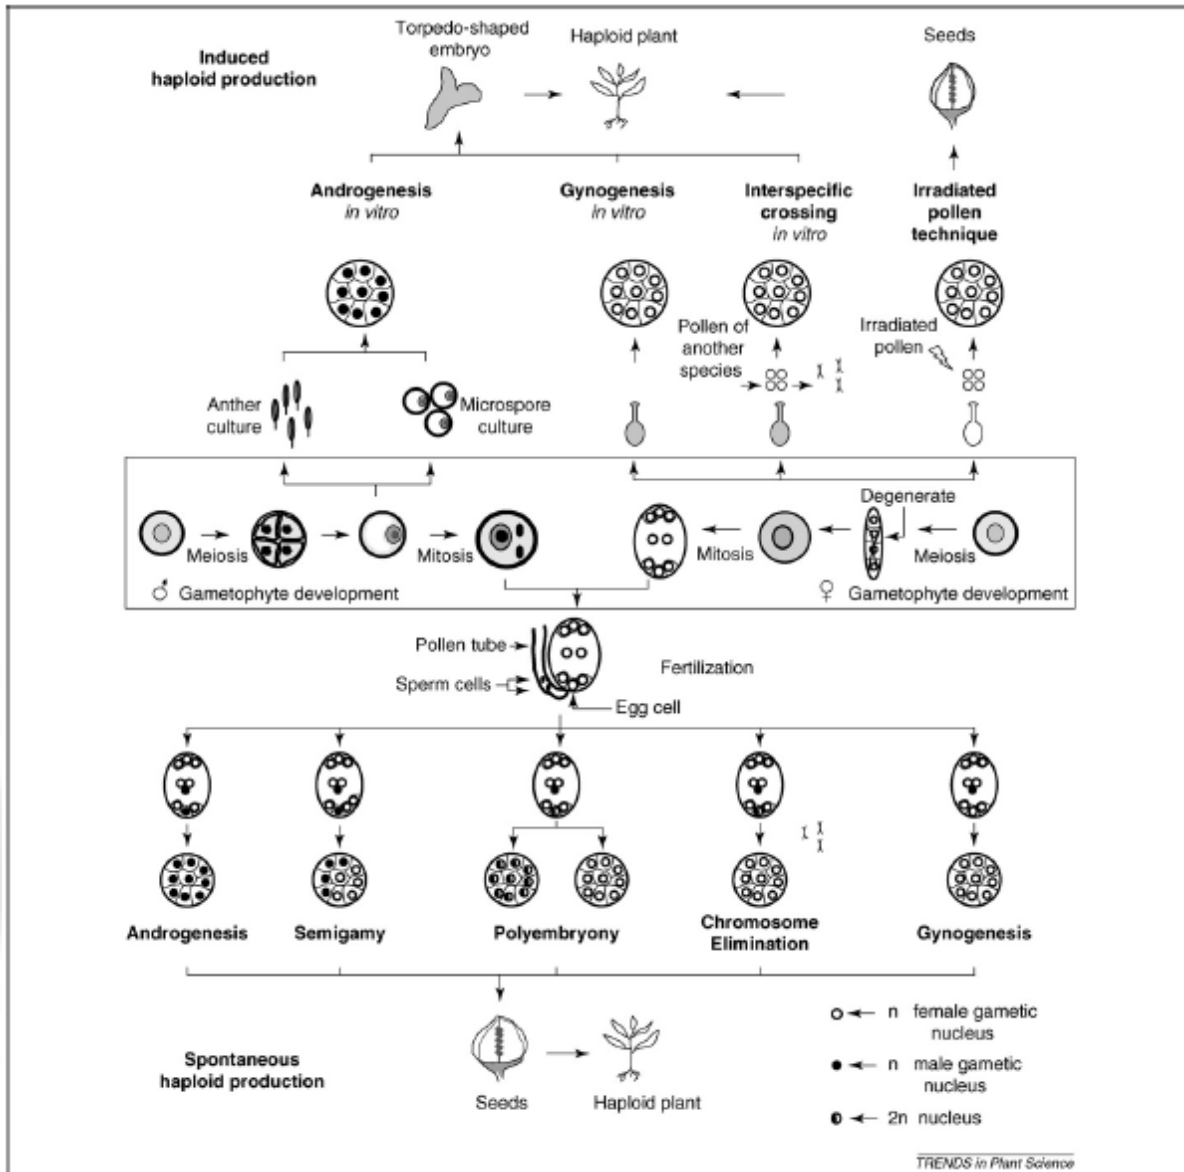 Torpedo-shaped
embryo
Haploid plant
Seeds
Induced
haploid production
Androgenesis
in vitro
Gynogenesis
in vitro
Interspecific
crossing
in vitro
Irradiated
pollen
technique
Pollen of
another
species
Irradiated
pollen
Anther
culture
Microspore
culture
Degenerate
Meiosis
Mitosis
Mitosis
Meiosis
♂ Gametophyte development
♀ Gametophyte development
Pollen tube
Sperm cells
Fertilization
Egg cell
Androgenesis
Semigamy
Polyembryony
Chromosome
Elimination
Gynogenesis
n female gametic
nucleus
n male gametic
nucleus
2n nucleus
Spontaneous
haploid production
Seeds
Haploid plant
TRENDS in Plant Science